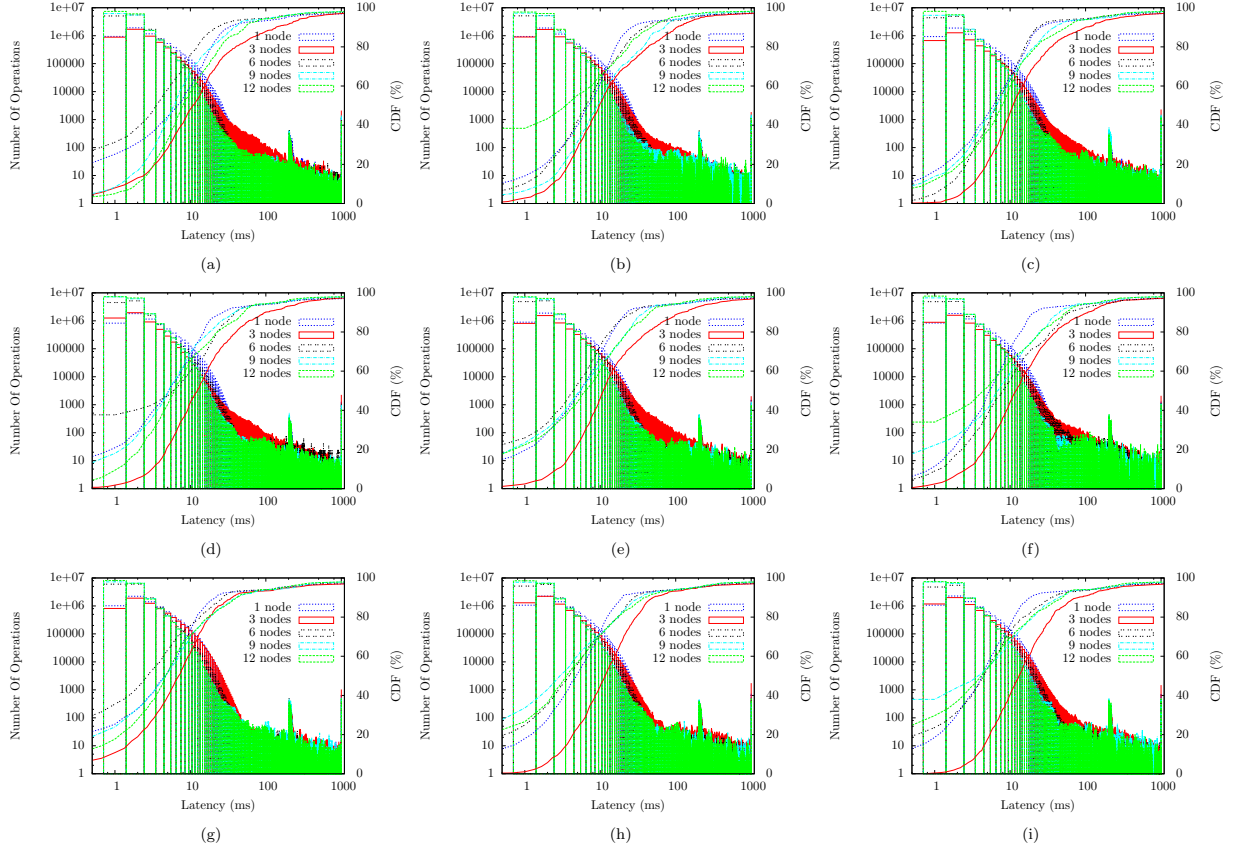 1e+07
1e+06
100000
10000
1000
100
10
1
100
80
60
40
20
0
1
10
100
1000
Number Of Operations
CDF (%)
Latency (ms)
1 node
3 nodes
6 nodes
9 nodes
12 nodes
(a)
1e+07
1e+06
100000
10000
1000
100
10
1
100
80
60
40
20
0
1
10
100
1000
Number Of Operations
CDF (%)
Latency (ms)
1 node
3 nodes
6 nodes
9 nodes
12 nodes
(b)
1e+07
1e+06
100000
10000
1000
100
10
1
100
80
60
40
20
0
1
10
100
1000
Number Of Operations
CDF (%)
Latency (ms)
1 node
3 nodes
6 nodes
9 nodes
12 nodes
(c)
1e+07
1e+06
100000
10000
1000
100
10
1
100
80
60
40
20
0
1
10
100
1000
Number Of Operations
CDF (%)
Latency (ms)
1 node
3 nodes
6 nodes
9 nodes
12 nodes
(d)
1e+07
1e+06
100000
10000
1000
100
10
1
100
80
60
40
20
0
1
10
100
1000
Number Of Operations
CDF (%)
Latency (ms)
1 node
3 nodes
6 nodes
9 nodes
12 nodes
(e)
1e+07
1e+06
100000
10000
1000
100
10
1
100
80
60
40
20
0
1
10
100
1000
Number Of Operations
CDF (%)
Latency (ms)
1 node
3 nodes
6 nodes
9 nodes
12 nodes
(f)
1e+07
1e+06
100000
10000
1000
100
10
1
100
80
60
40
20
0
1
10
100
1000
Number Of Operations
CDF (%)
Latency (ms)
1 node
3 nodes
6 nodes
9 nodes
12 nodes
(g)
1e+07
1e+06
100000
10000
1000
100
10
1
100
80
60
40
20
0
1
10
100
1000
Number Of Operations
CDF (%)
Latency (ms)
1 node
3 nodes
6 nodes
9 nodes
12 nodes
(h)
1e+07
1e+06
100000
10000
1000
100
10
1
100
80
60
40
20
0
1
10
100
1000
Number Of Operations
CDF (%)
Latency (ms)
1 node
3 nodes
6 nodes
9 nodes
12 nodes
(i)